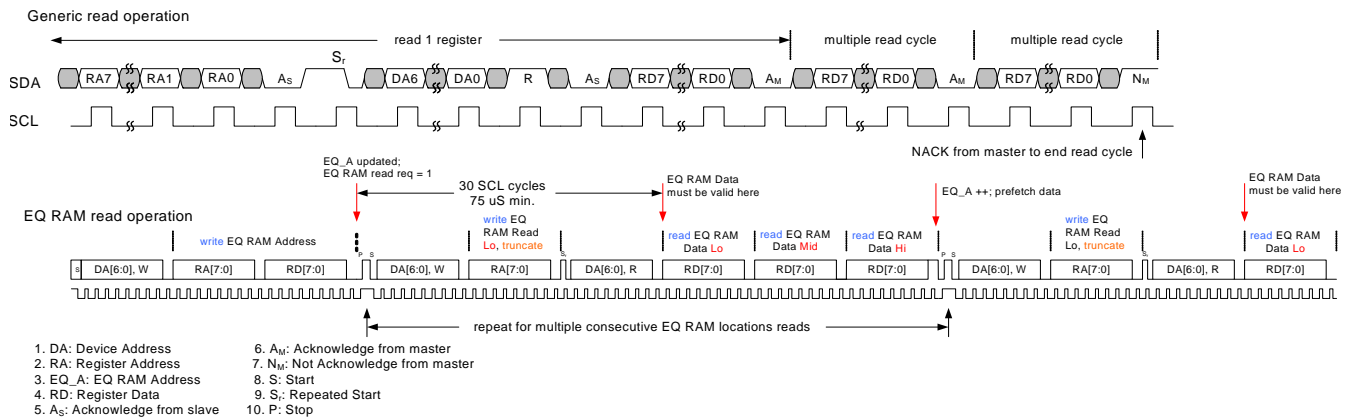 Generic read operation
read 1 register
multiple read cycle
multiple read cycle
Sr
SDA
RA7
RA1
RA0
AS
DA6
DA0
R
AS
RD7
RD0
AM
RD7
RD0
AM
RD7
RD0
NM
SCL
NACK from master to end read cycle
EQ_A updated;
EQ RAM read req = 1
30 SCL cycles
75 uS min.
EQ RAM Data
must be valid here
EQ_A ++; prefetch data
EQ RAM Data
must be valid here
EQ RAM read operation
write EQ RAM Address
write EQ
RAM Read
Lo, truncate
read EQ RAM
Data Lo
read EQ RAM
Data Mid
read EQ RAM
Data Hi
write EQ
RAM Read
Lo, truncate
read EQ RAM
Data Lo
S
DA[6:0], W
RA[7:0]
RD[7:0]
P
S
DA[6:0], W
RA[7:0]
Sr
DA[6:0], R
RD[7:0]
RD[7:0]
RD[7:0]
P
S
DA[6:0], W
RA[7:0]
Sr
DA[6:0], R
RD[7:0]
repeat for multiple consecutive EQ RAM locations reads
1. DA: Device Address
2. RA: Register Address
3. EQ_A: EQ RAM Address
4. RD: Register Data
5. AS: Acknowledge from slave
6. AM: Acknowledge from master
7. NM: Not Acknowledge from master
8. S: Start
9. Sr: Repeated Start
10. P: Stop